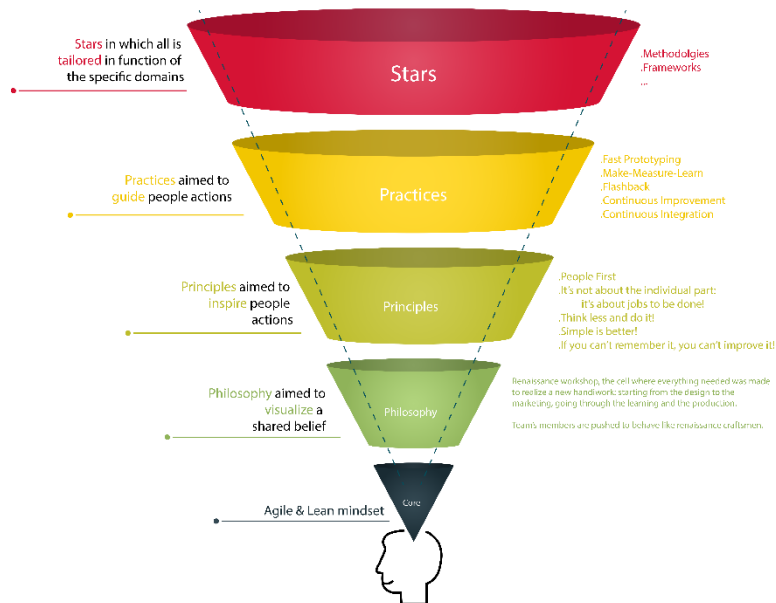 Stars in which all is
tailored in function of
the specific domains
Stars
.Methodolgies
.Frameworks
...
Practices aimed to
guide people actions
Practices
.Fast Prototyping
.Make-Measure-Learn
.Flashback
.Continuous Improvement
.Continuous Integration
Principles aimed to
inspire people
actions
Principles
.People First
.It's not about the individual part:
it's about jobs to be done!
.Think less and do it!
.Simple is better!
.If you can't remember it, you can't improve it!
Philosophy aimed to
visualize a
shared belief
Philosophy
Renaissance workshop, the cell where everything needed was made
to realize a new handiwork: starting from the design to the
marketing, going through the learning and the production.
Team's members are pushed to behave like renaissance craftsmen.
Agile & Lean mindset
Core